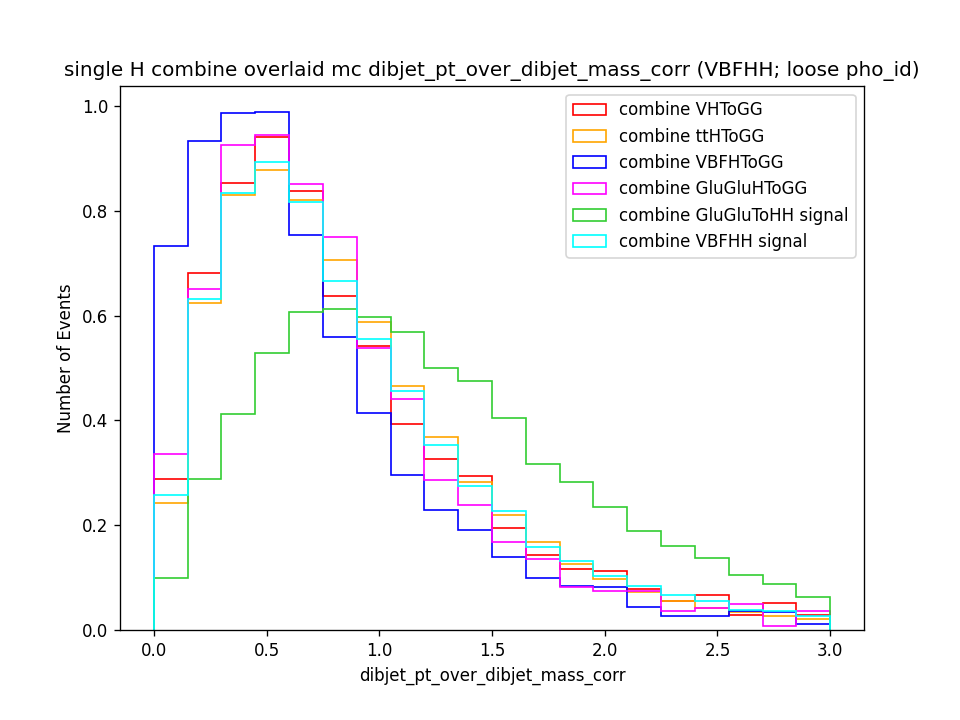 single H combine overlaid mc dibjet_pt_over_dibjet_mass_corr (VBFHH; loose pho_id)
combine VHToGG
combine ttHToGG
combine VBFHToGG
combine GluGluHToGG
combine GluGluToHH signal
combine VBFHH signal
1.0
0.8
0.6
0.4
0.2
0.0
Number of Events
0.0 0.5 1.0 1.5 2.0 2.5 3.0
dibjet_pt_over_dibjet_mass_corr